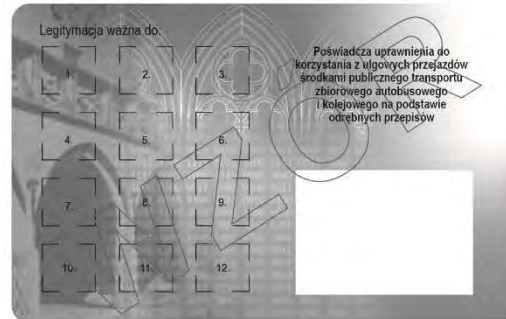 Legitymacja ważna do:
1. 2. 3.
4. 5. 6.
7. 8. 9.
10. 11. 12.
Poświadcza uprawnienia do
korzystania z ulgowych przejazdów
środkami publicznego transportu
zbiorowego autobusowego
i kolejowego na podstawie
odrębnych przepisów
WZÓR